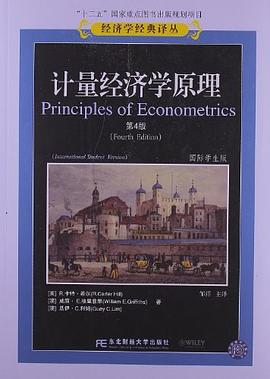 “十二五”国家重点图书出版规划项目
经济学经典译丛
计量经济学原理
Principles of Econometrics
第4版
(Fourth Edition)
(International Student Version)
国际学生版
[美] R.卡特·希尔(R.Carter Hill)
[澳] 威廉·E.格里菲思(William E.Griffiths)
[澳] 瓜伊·C.利姆(Guay C.Lim) 著
邹洋 主译
东北财经大学出版社